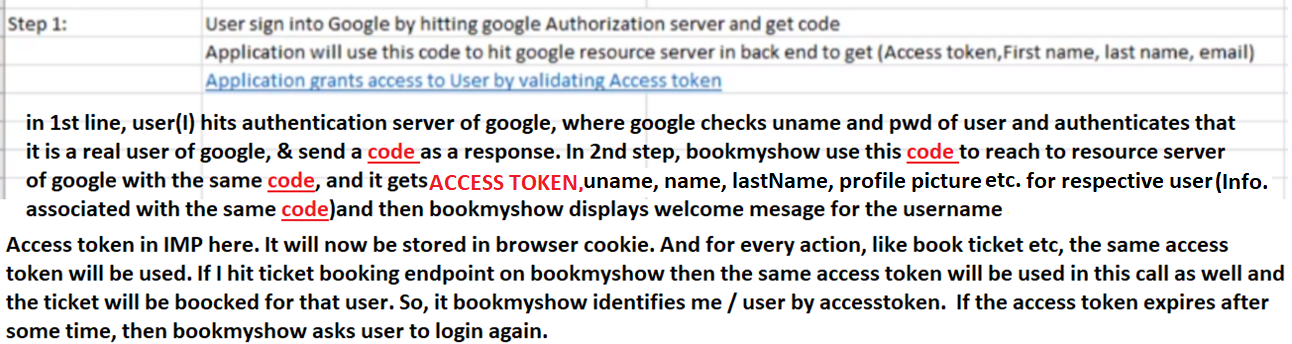 Step 1: User sign into Google by hitting google Authorization server and get code
Application will use this code to hit google resource server in back end to get (Access token,First name, last name, email)
Application grants access to User by validating Access token
in 1st line, user(I) hits authentication server of google, where google checks uname and pwd of user and authenticates that
it is a real user of google, & send a code as a response. In 2nd step, bookmyshow use this code to reach to resource server
of google with the same code, and it gets ACCESS TOKEN,uname, name, lastName, profile picture etc. for respective user(Info.
associated with the same code)and then bookmyshow displays welcome mesage for the username
Access token in IMP here. It will now be stored in browser cookie. And for every action, like book ticket etc, the same access
token will be used. If I hit ticket booking endpoint on bookmyshow then the same access token will be used in this call as well and
the ticket will be boocked for that user. So, it bookmyshow identifies me / user by accesstoken. If the access token expires after
some time, then bookmyshow asks user to login again.